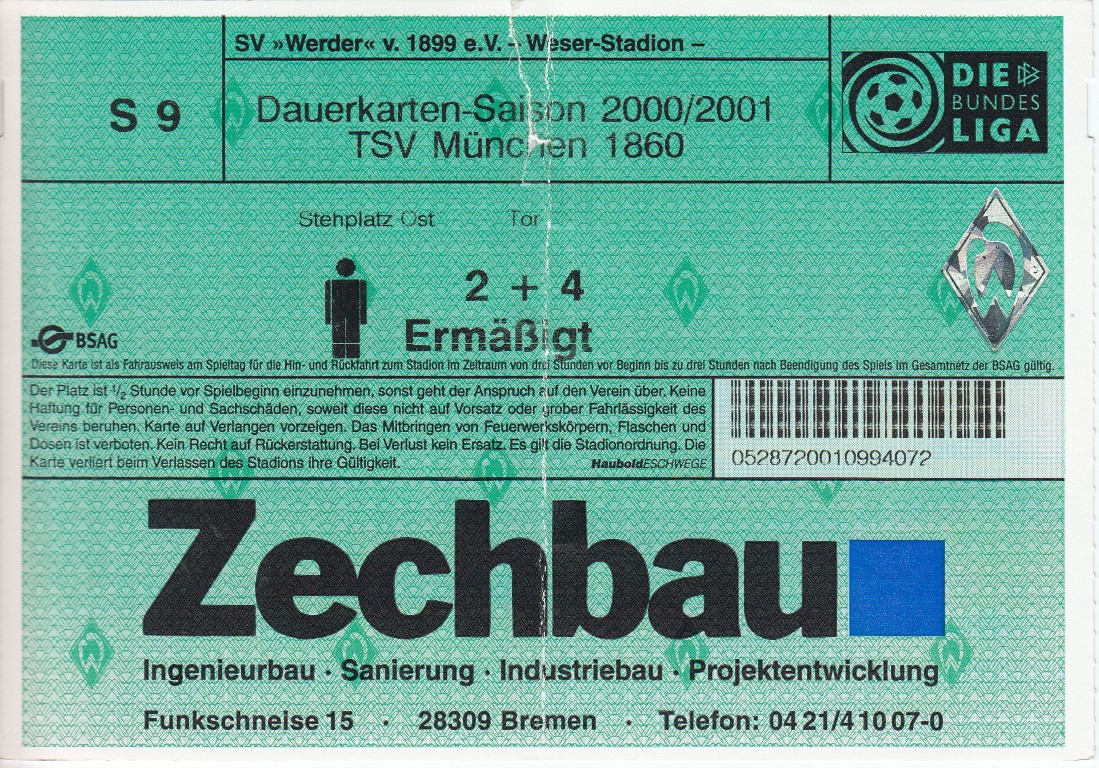 SV »Werder« v. 1899 e.V. – Weser-Stadion –
S 9
Dauerkarten-Saison 2000/2001
TSV München 1860
DIE
BUNDES
LIGA
Stehplatz Ost Tor
2 + 4
Ermäßigt
BSAG
Diese Karte ist als Fahrausweis am Spieltag für die Hin- und Rückfahrt zum Stadion im Zeitraum von drei Stunden vor Beginn bis zu drei Stunden nach Beendigung des Spiels im Gesamtnetz der BSAG gültig.
Der Platz ist 1/2 Stunde vor Spielbeginn einzunehmen, sonst geht der Anspruch auf den Verein über. Keine
Haftung für Personen- und Sachschäden, soweit diese nicht auf Vorsatz oder grober Fahrlässigkeit des
Vereins beruhen. Karte auf Verlangen vorzeigen. Das Mitbringen von Feuerwerkskörpern, Flaschen und
Dosen ist verboten. Kein Recht auf Rückerstattung. Bei Verlust kein Ersatz. Es gilt die Stadionordnung. Die
Karte verliert beim Verlassen des Stadions ihre Gültigkeit.
HauboldESCHWEGE
0528720010994072
Zechbau
Ingenieurbau · Sanierung · Industriebau · Projektentwicklung
Funkschneise 15 · 28309 Bremen · Telefon: 04 21/4 10 07-0